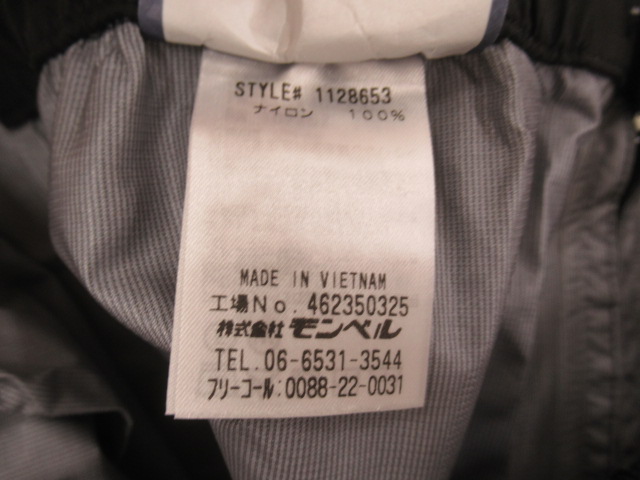 STYLE# 1128653
ナイロン 100%
MADE IN VIETNAM
工場No. 462350325
株式会社 モンベル
TEL. 06-6531-3544
フリーコール:0088-22-0031